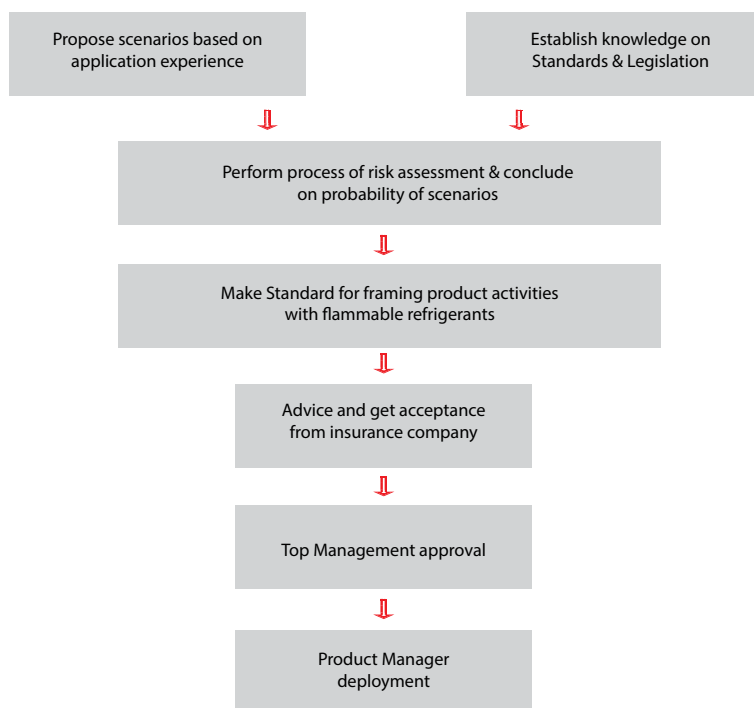 Propose scenarios based on
application experience
Establish knowledge on
Standards & Legislation
Perform process of risk assessment & conclude
on probability of scenarios
Make Standard for framing product activities
with flammable refrigerants
Advice and get acceptance
from insurance company
Top Management approval
Product Manager
deployment